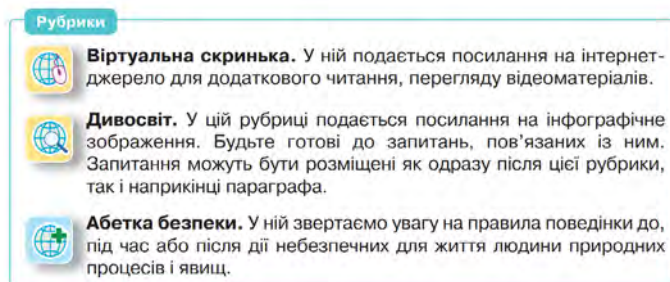 Рубрики
Віртуальна скринька. У ній подається посилання на інтернет-
джерело для додаткового читання, перегляду відеоматеріалів.
Дивосвіт. У цій рубриці подається посилання на інфографічне
зображення. Будьте готові до запитань, пов’язаних із ним.
Запитання можуть бути розміщені як одразу після цієї рубрики,
так і наприкінці параграфа.
Абетка безпеки. У ній звертаємо увагу на правила поведінки до,
під час або після дії небезпечних для життя людини природних
процесів і явищ.